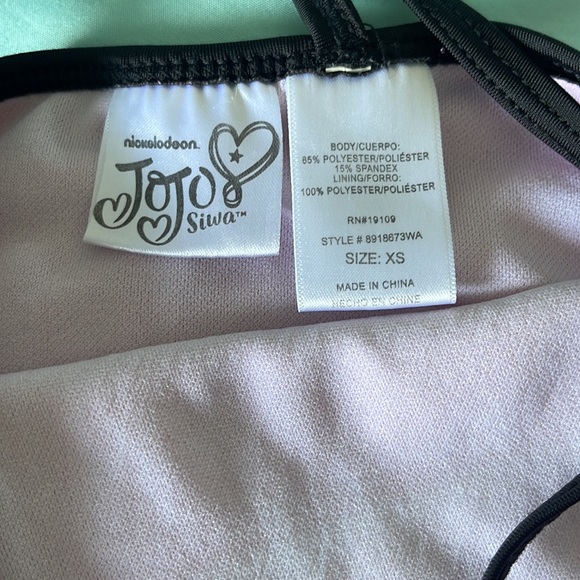 nickelodeon™
JoJo
Siwa™
BODY/CUERPO:
85% POLYESTER/POLIÉSTER
15% SPANDEX
LINING/FORRO:
100% POLYESTER/POLIÉSTER
RN#19109
STYLE # 8918673WA
SIZE: XS
MADE IN CHINA
HECHO EN CHINE